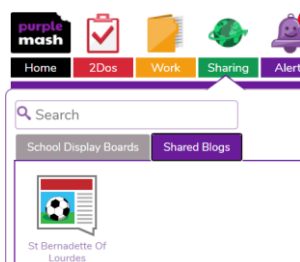 purple
mash
Home 2Dos Work Sharing Alert
Search
School Display Boards Shared Blogs
St Bernadette Of
Lourdes